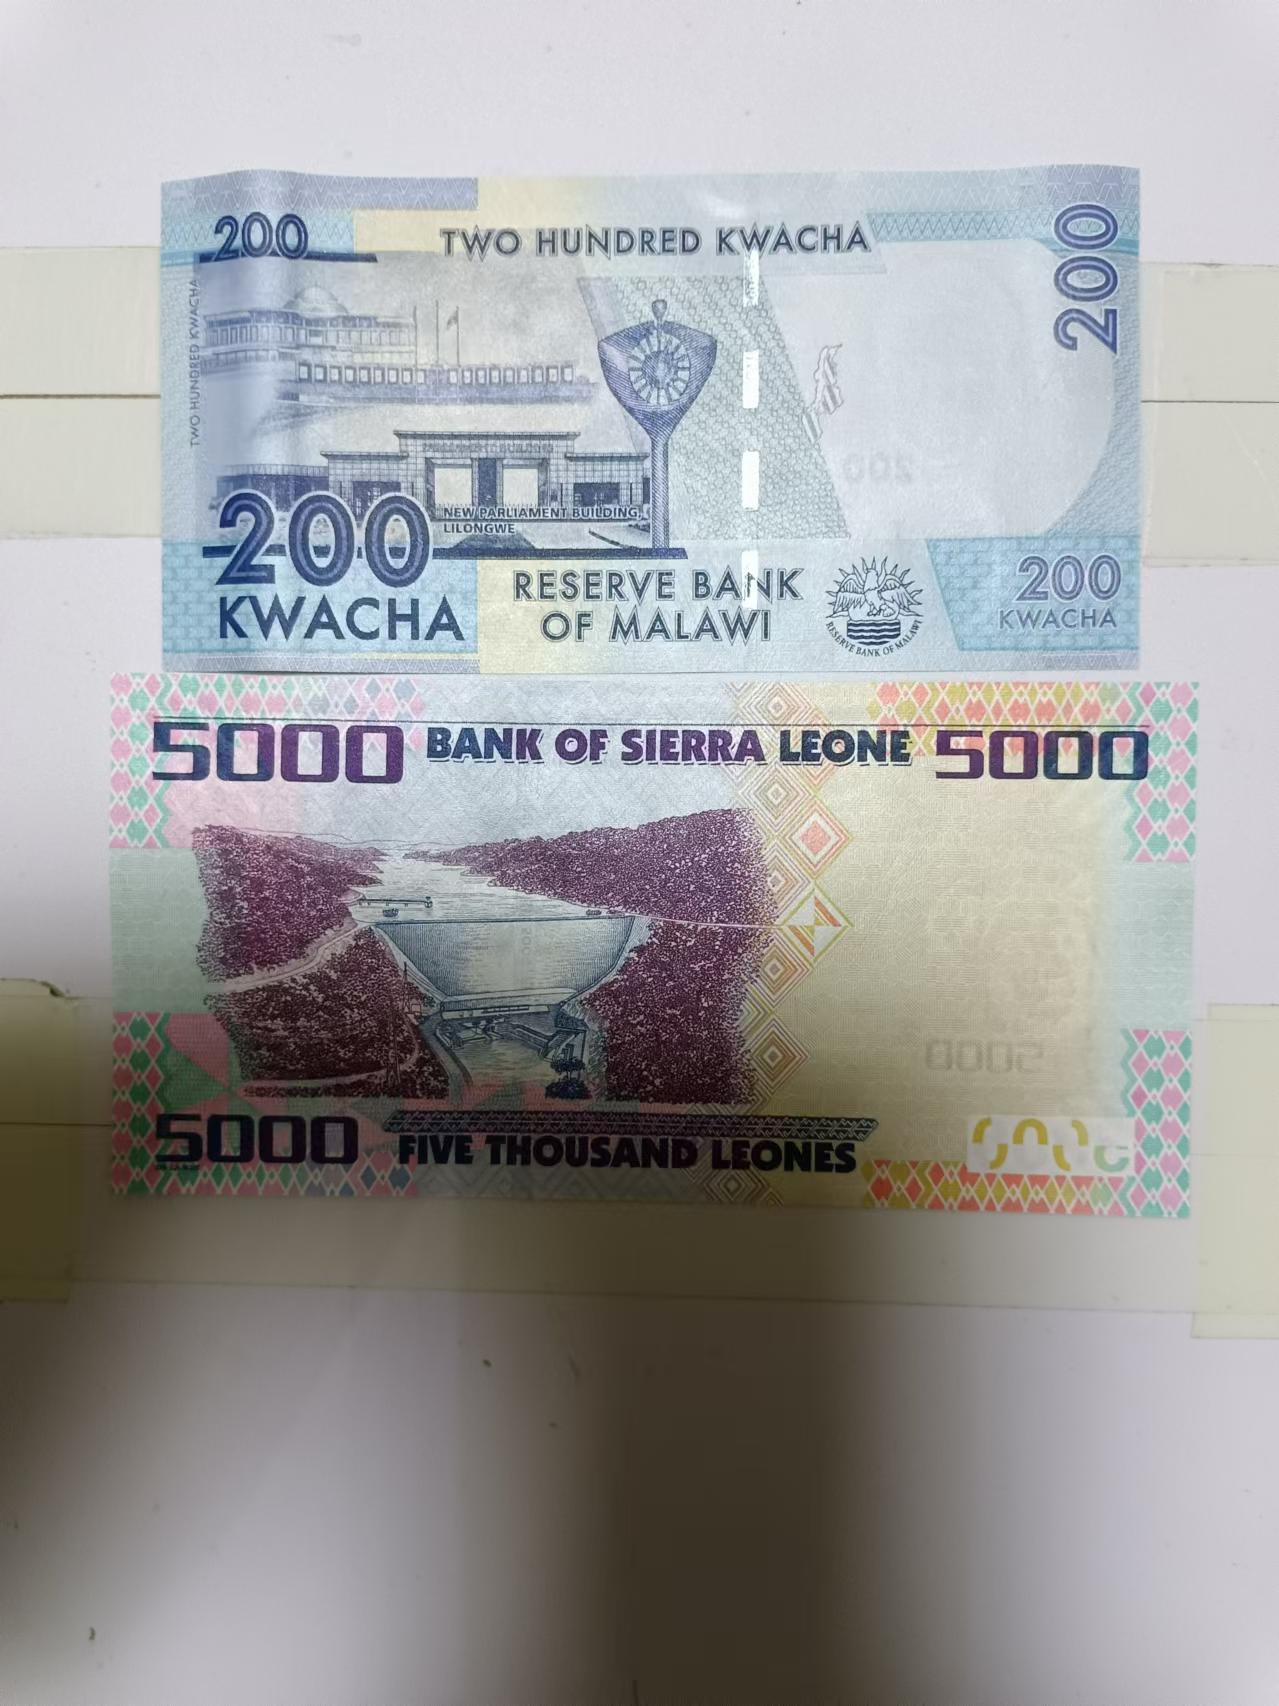 200
TWO HUNDRED KWACHA
200
TWO HUNDRED KWACHA
NEW PARLIAMENT BUILDING,
LILONGWE
200
KWACHA
RESERVE BANK
OF MALAWI
RESERVE BANK OF MALAWI
200
KWACHA
200
5000
BANK OF SIERRA LEONE
5000
5000
5000
FIVE THOUSAND LEONES